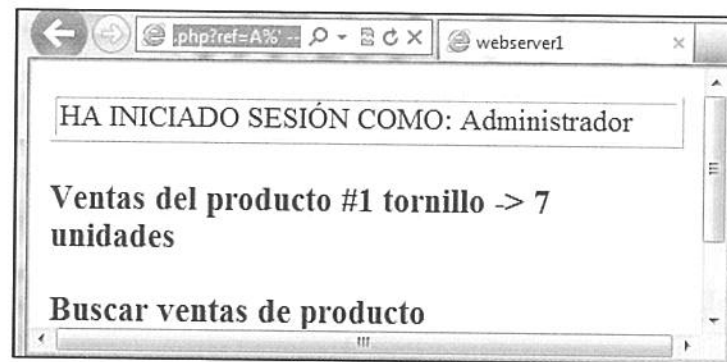 .php?ref=A%' --
webserver1
HA INICIADO SESIÓN COMO: Administrador
Ventas del producto #1 tornillo -> 7
unidades
Buscar ventas de producto